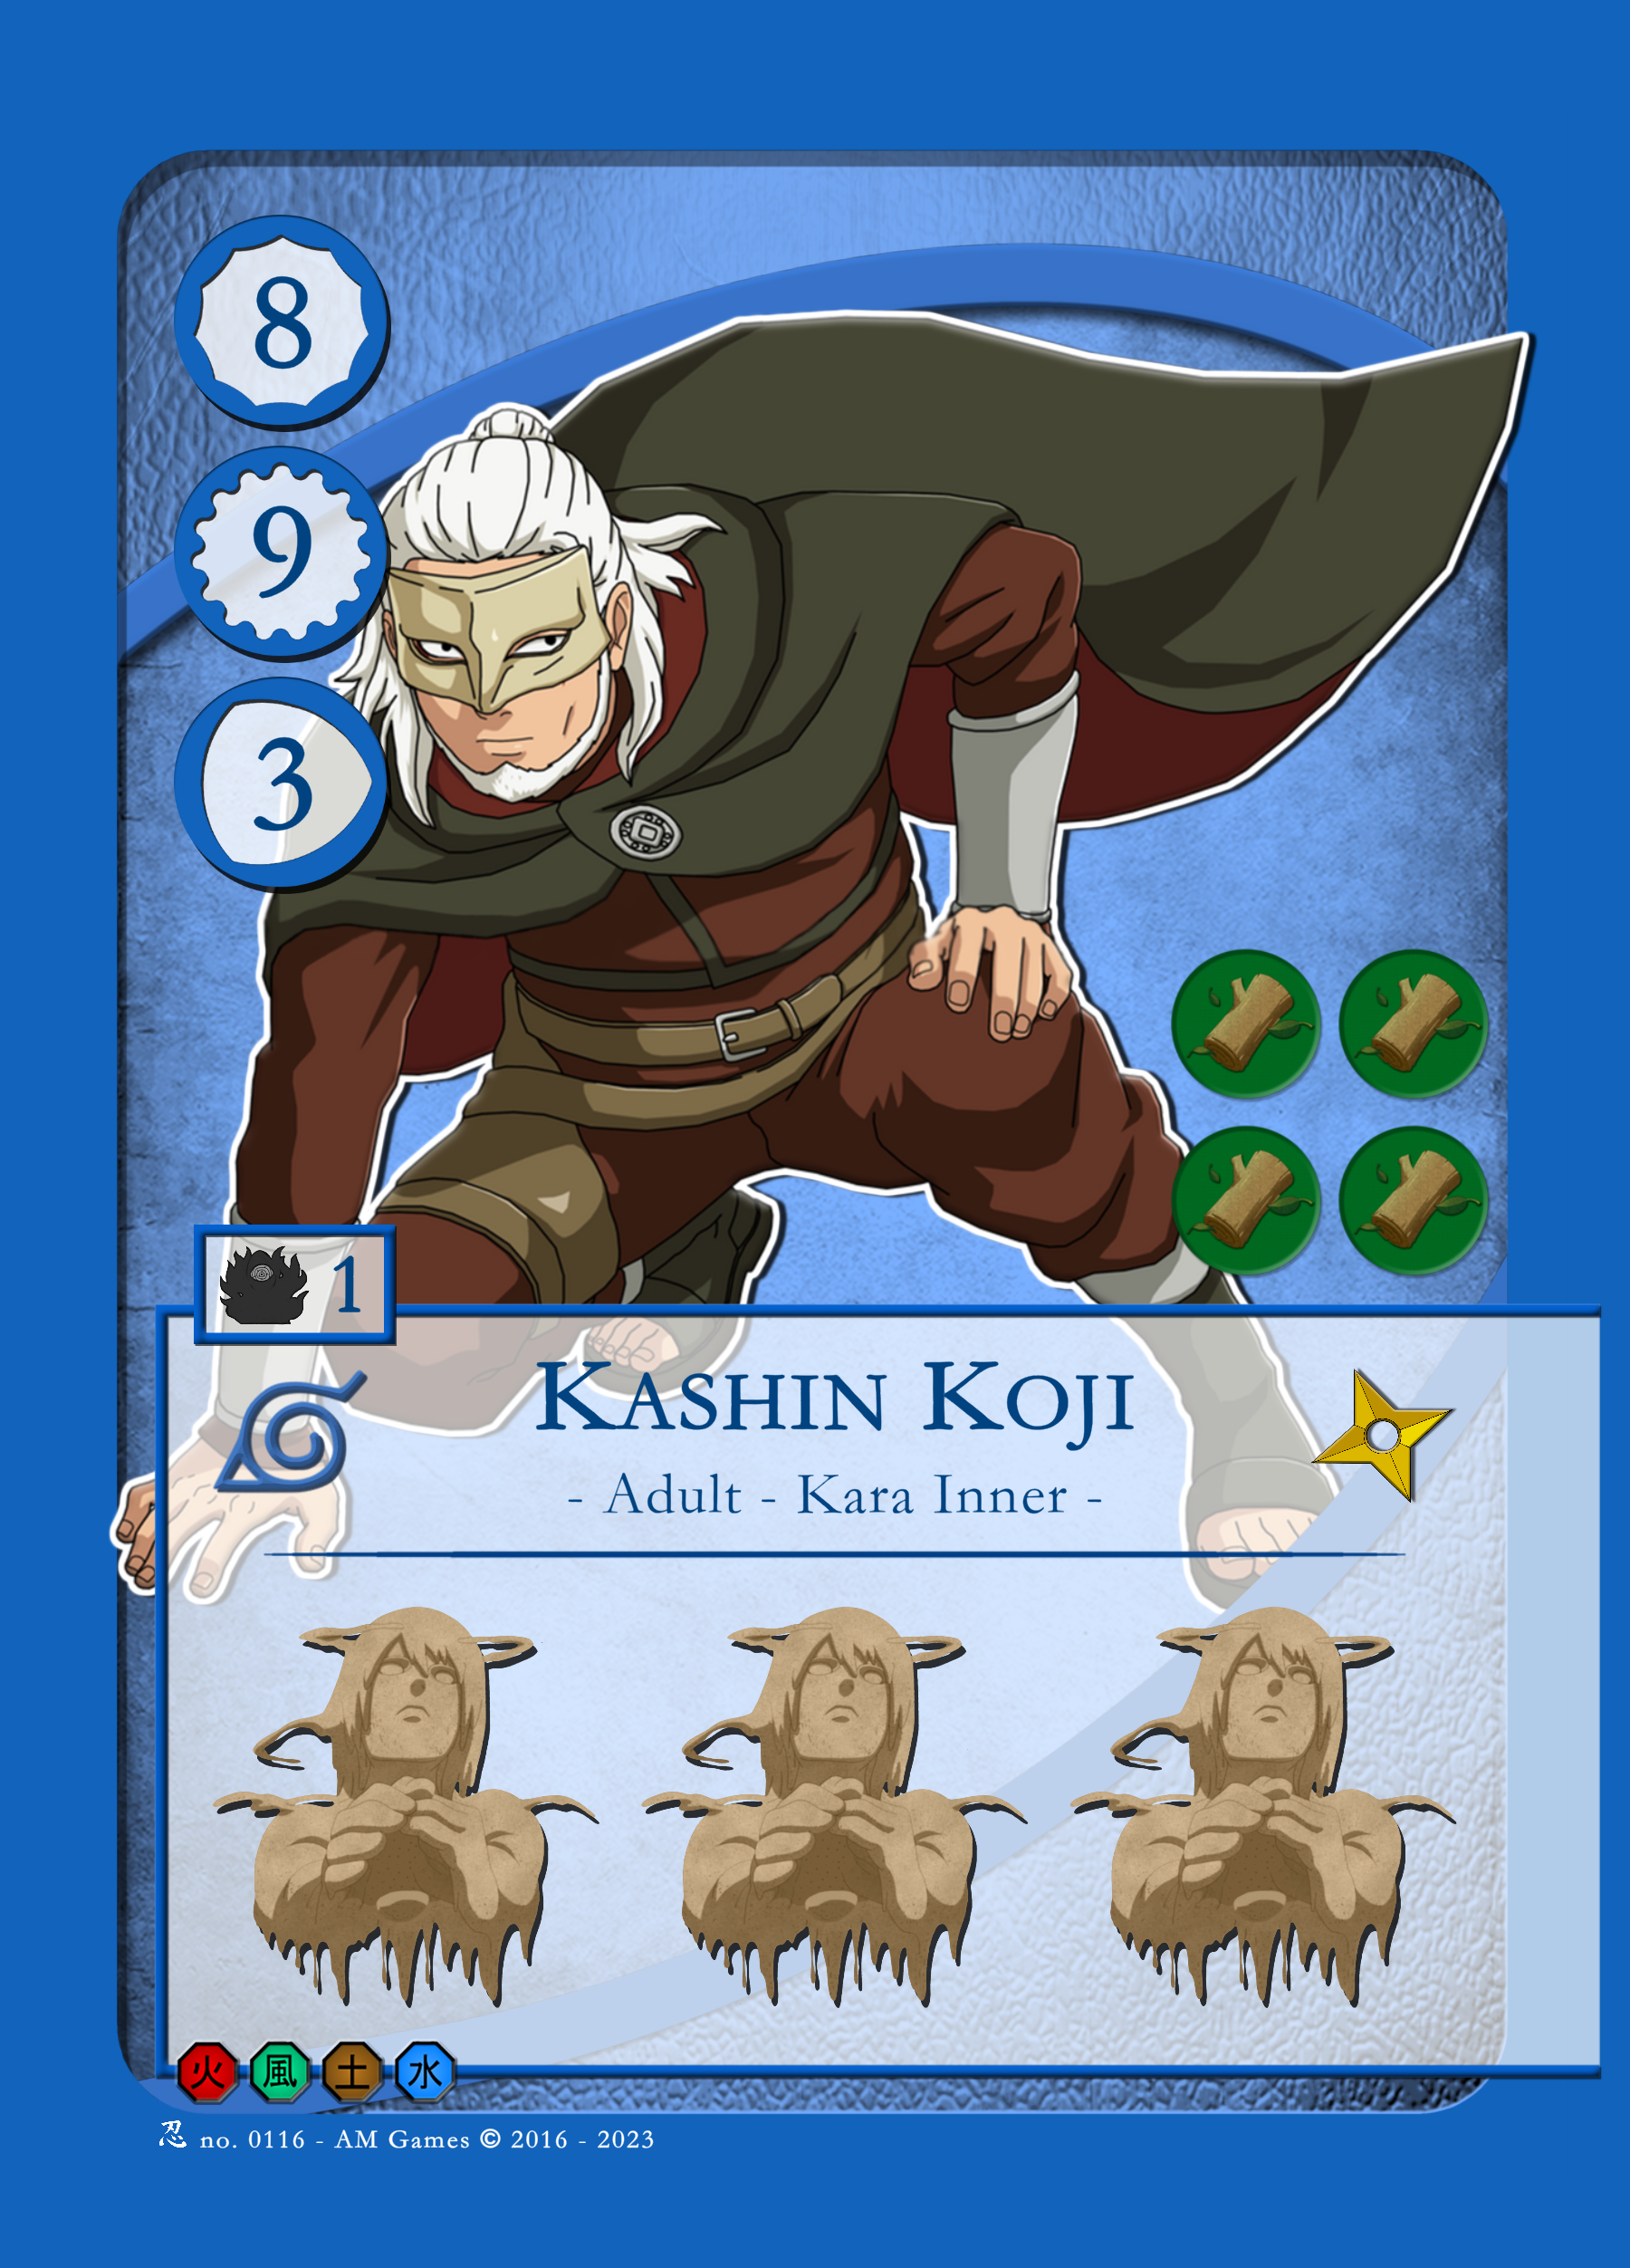 8
9
3
1
Kashin Koji
- Adult - Kara Inner -
火 風 土 水
忍 no. 0116 - AM Games © 2016 - 2023